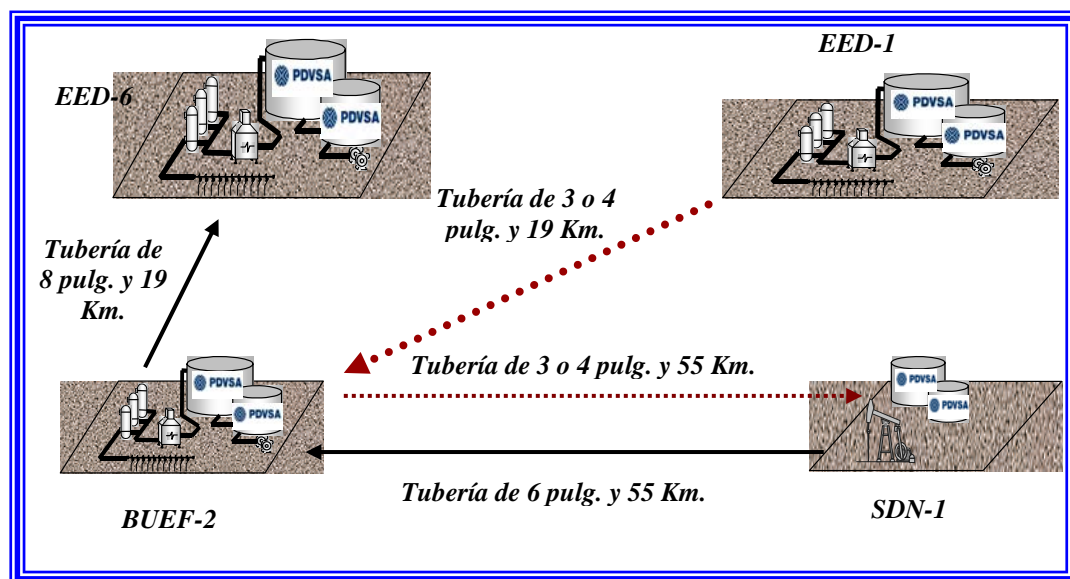 EED-6
EED-1
PDVSA
PDVSA
PDVSA
PDVSA
Tubería de 3 o 4
pulg. y 19 Km.
Tubería de
8 pulg. y 19
Km.
Tubería de 3 o 4 pulg. y 55 Km.
PDVSA
PDVSA
PDVSA
PDVSA
Tubería de 6 pulg. y 55 Km.
BUEF-2
SDN-1